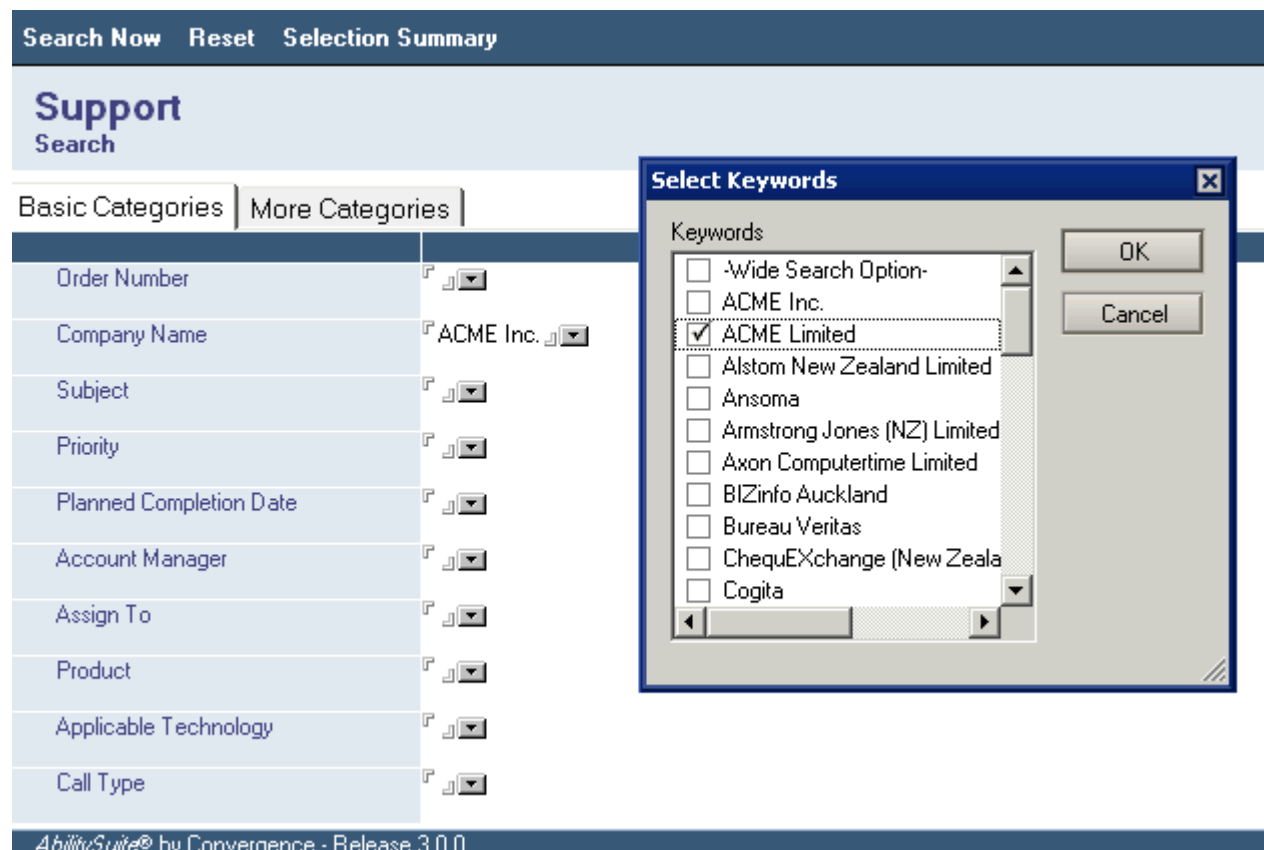 Search Now Reset Selection Summary
Support
Search
Basic Categories More Categories
Order Number
Company Name ACME Inc.
Subject
Priority
Planned Completion Date
Account Manager
Assign To
Product
Applicable Technology
Call Type
Select Keywords
Keywords
-Wide Search Option-
ACME Inc.
ACME Limited
Alstom New Zealand Limited
Ansoma
Armstrong Jones (NZ) Limited
Axon Computertime Limited
BIZinfo Auckland
Bureau Veritas
ChequEXchange (New Zeala
Cogita
OK
Cancel
AbilitySuite® by Convergence - Release 3.0.0